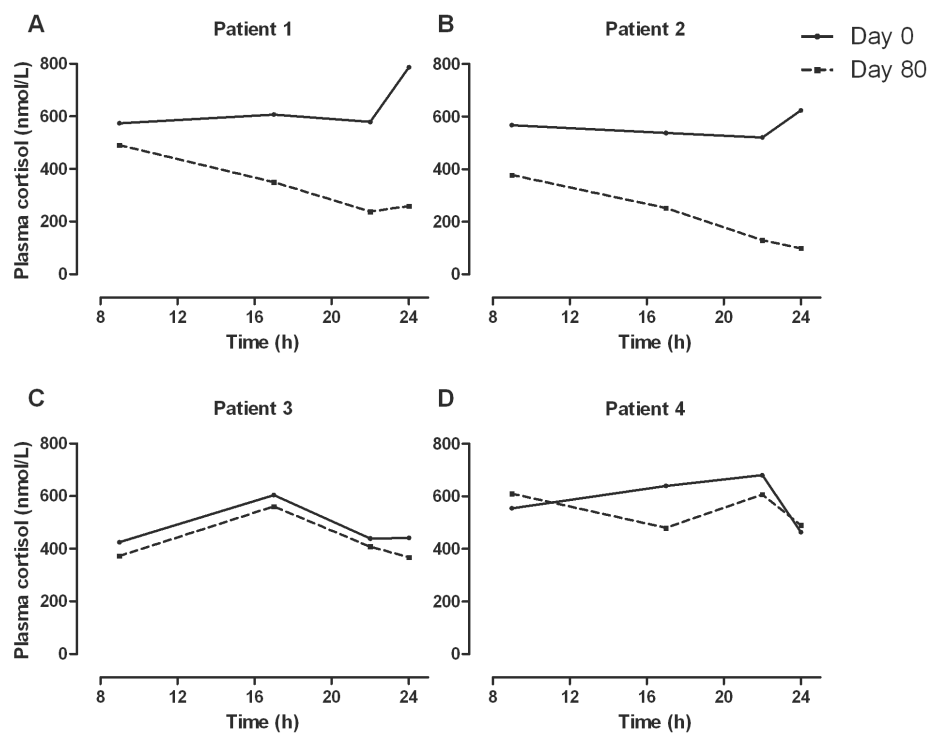 A
Patient 1
B
Patient 2
Day 0
Day 80
Plasma cortisol (nmol/L)
800
600
400
200
0
8 12 16 20 24
Time (h)
800
600
400
200
0
8 12 16 20 24
Time (h)
C
Patient 3
D
Patient 4
Plasma cortisol (nmol/L)
800
600
400
200
0
8 12 16 20 24
Time (h)
800
600
400
200
0
8 12 16 20 24
Time (h)